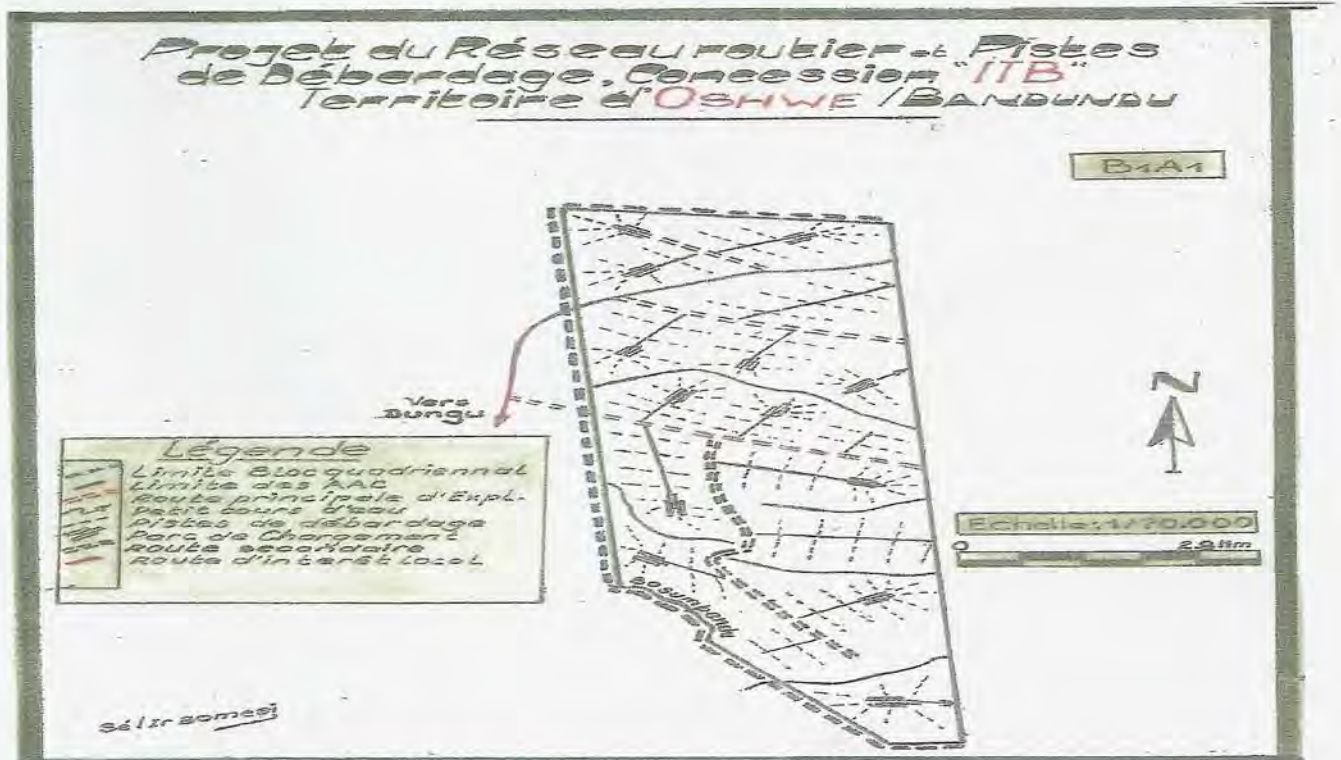 Projet du Réseau routier et Pistes
de Débardage, Concession "ITB"
Territoire d'OSHWE / BANDUNDU
B1A1
Vers
Bungu
Légende
Limite Bloc quadriennal
Limite des AAC
Route principale d'Expl.
Petit cours d'eau
Pistes de débardage
Parc de Chargement
Route secondaire
Route d'intérêt local
N
Echelle: 1/70.000
0
2.8 km